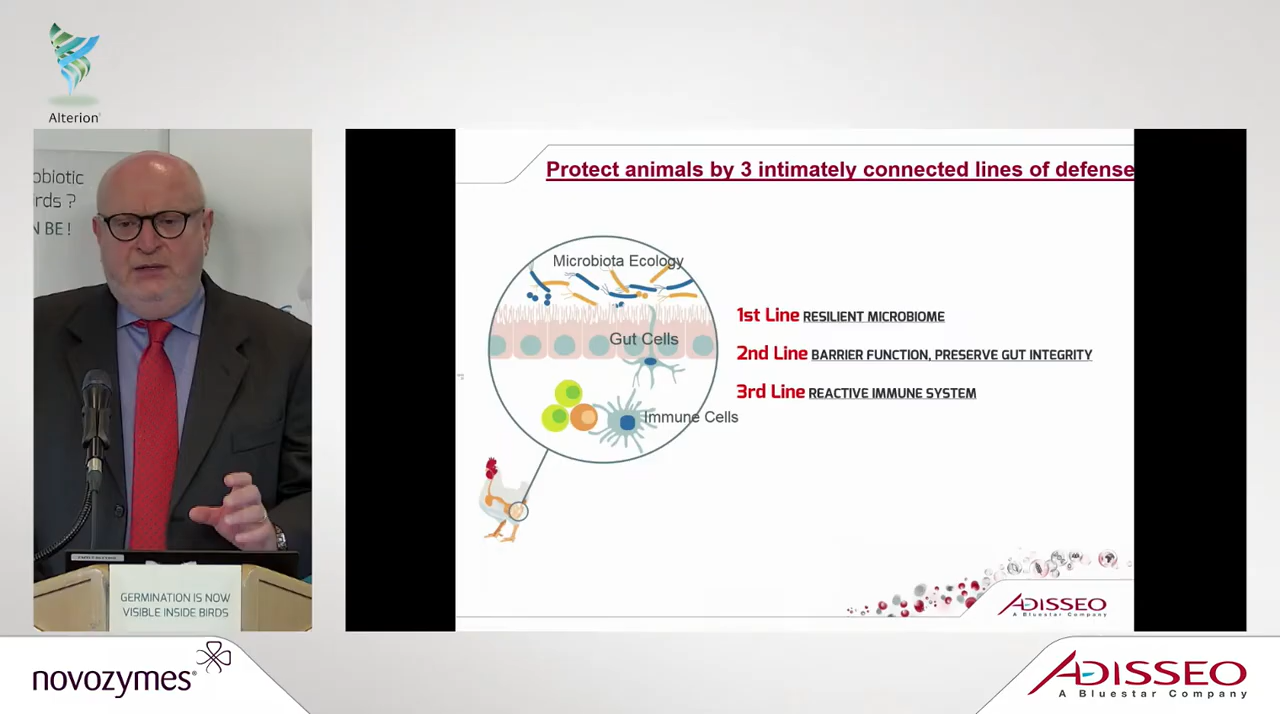 Alterion®
obiotic
irds ?
N BE !
GERMINATION IS NOW
VISIBLE INSIDE BIRDS
Protect animals by 3 intimately connected lines of defense
Microbiota Ecology
Gut Cells
Immune Cells
1st Line RESILIENT MICROBIOME
2nd Line BARRIER FUNCTION, PRESERVE GUT INTEGRITY
3rd Line REACTIVE IMMUNE SYSTEM
ADISSEO
A Bluestar Company
novozymes®
ADISSEO
A Bluestar Company